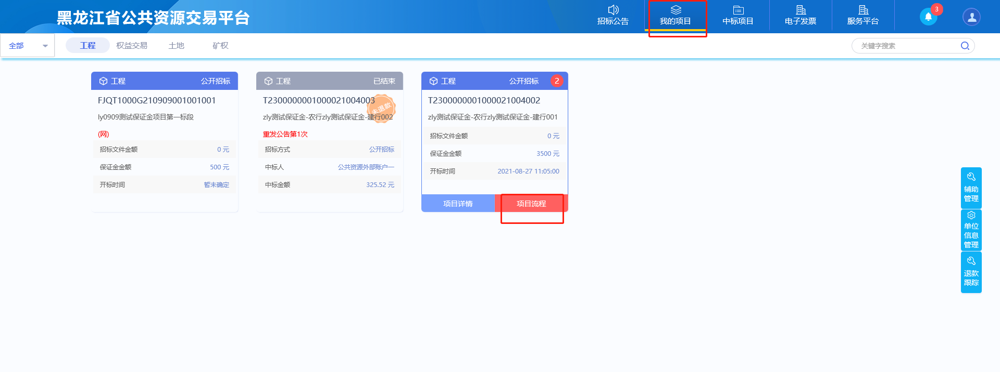 黑龙江省公共资源交易平台
招标公告
我的项目
中标项目
电子发票
服务平台
3
全部
工程
权益交易
土地
矿权
关键字搜索
工程 公开招标
FJQT1000G210909001001001
ly0909测试保证金项目第一标段
(网)
招标文件金额 0 元
保证金金额 500 元
开标时间 暂未确定
工程 已结束
T2300000001000021004003
未退款
zly测试保证金-农行zly测试保证金-建行002
重发公告第1次
招标方式 公开招标
中标人 公共资源外部账户一
中标金额 325.52 元
工程 公开招标 2
T2300000001000021004002
zly测试保证金-农行zly测试保证金-建行001
招标文件金额 0 元
保证金金额 3500 元
开标时间 2021-08-27 11:05:00
项目详情 项目流程
辅助
管理
单位
信息
管理
退款
跟踪